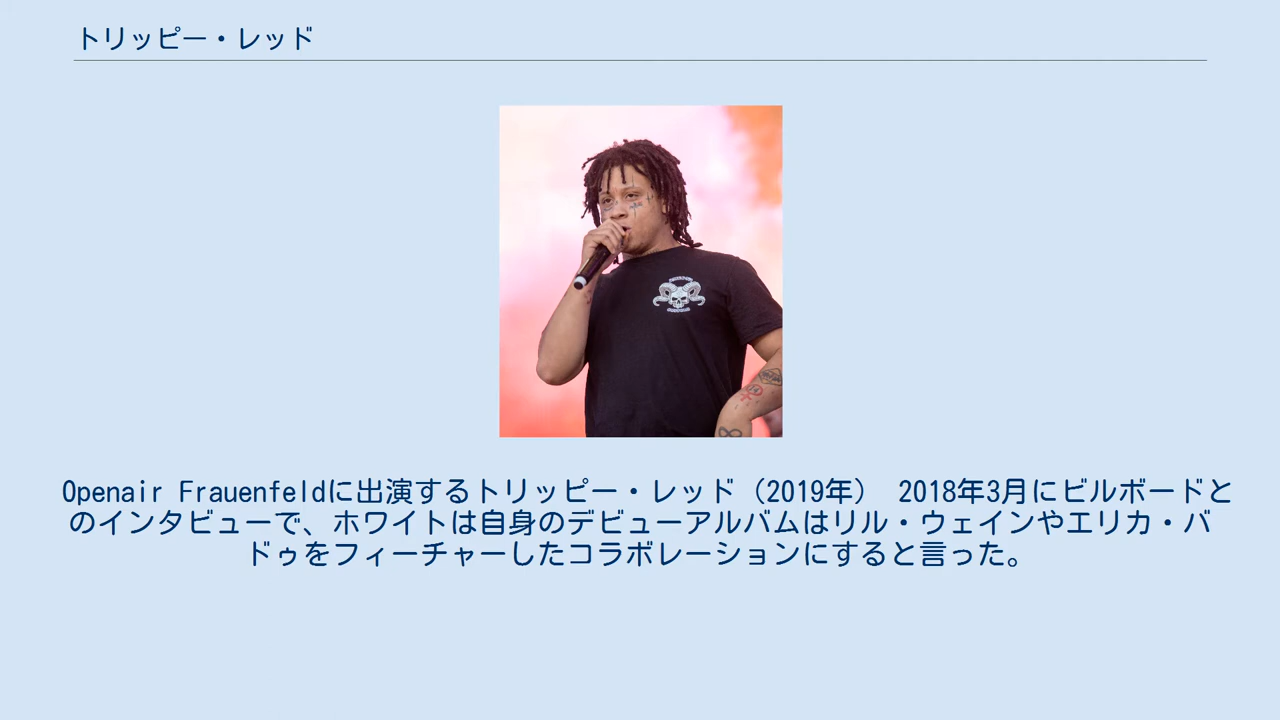 トリッピー・レッド
Openair Frauenfeldに出演するトリッピー・レッド（2019年） 2018年3月にビルボードと
のインタビューで、ホワイトは自身のデビューアルバムはリル・ウェインやエリカ・バ
ドゥをフィーチャーしたコラボレーションにすると言った。